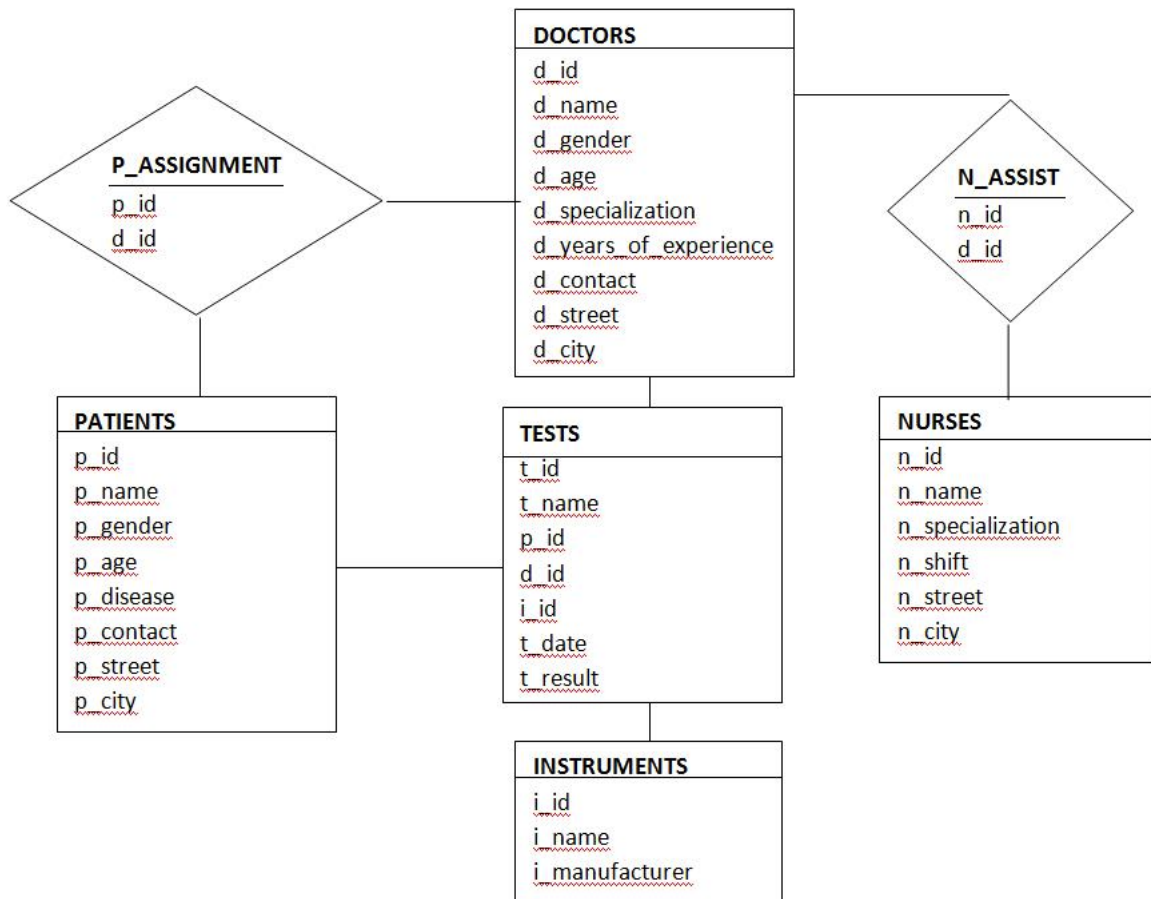 DOCTORS
d_id
d_name
d_gender
d_age
d_specialization
d_years_of_experience
d_contact
d_street
d_city
P_ASSIGNMENT
p_id
d_id
N_ASSIST
n_id
d_id
PATIENTS
p_id
p_name
p_gender
p_age
p_disease
p_contact
p_street
p_city
TESTS
t_id
t_name
p_id
d_id
i_id
t_date
t_result
NURSES
n_id
n_name
n_specialization
n_shift
n_street
n_city
INSTRUMENTS
i_id
i_name
i_manufacturer